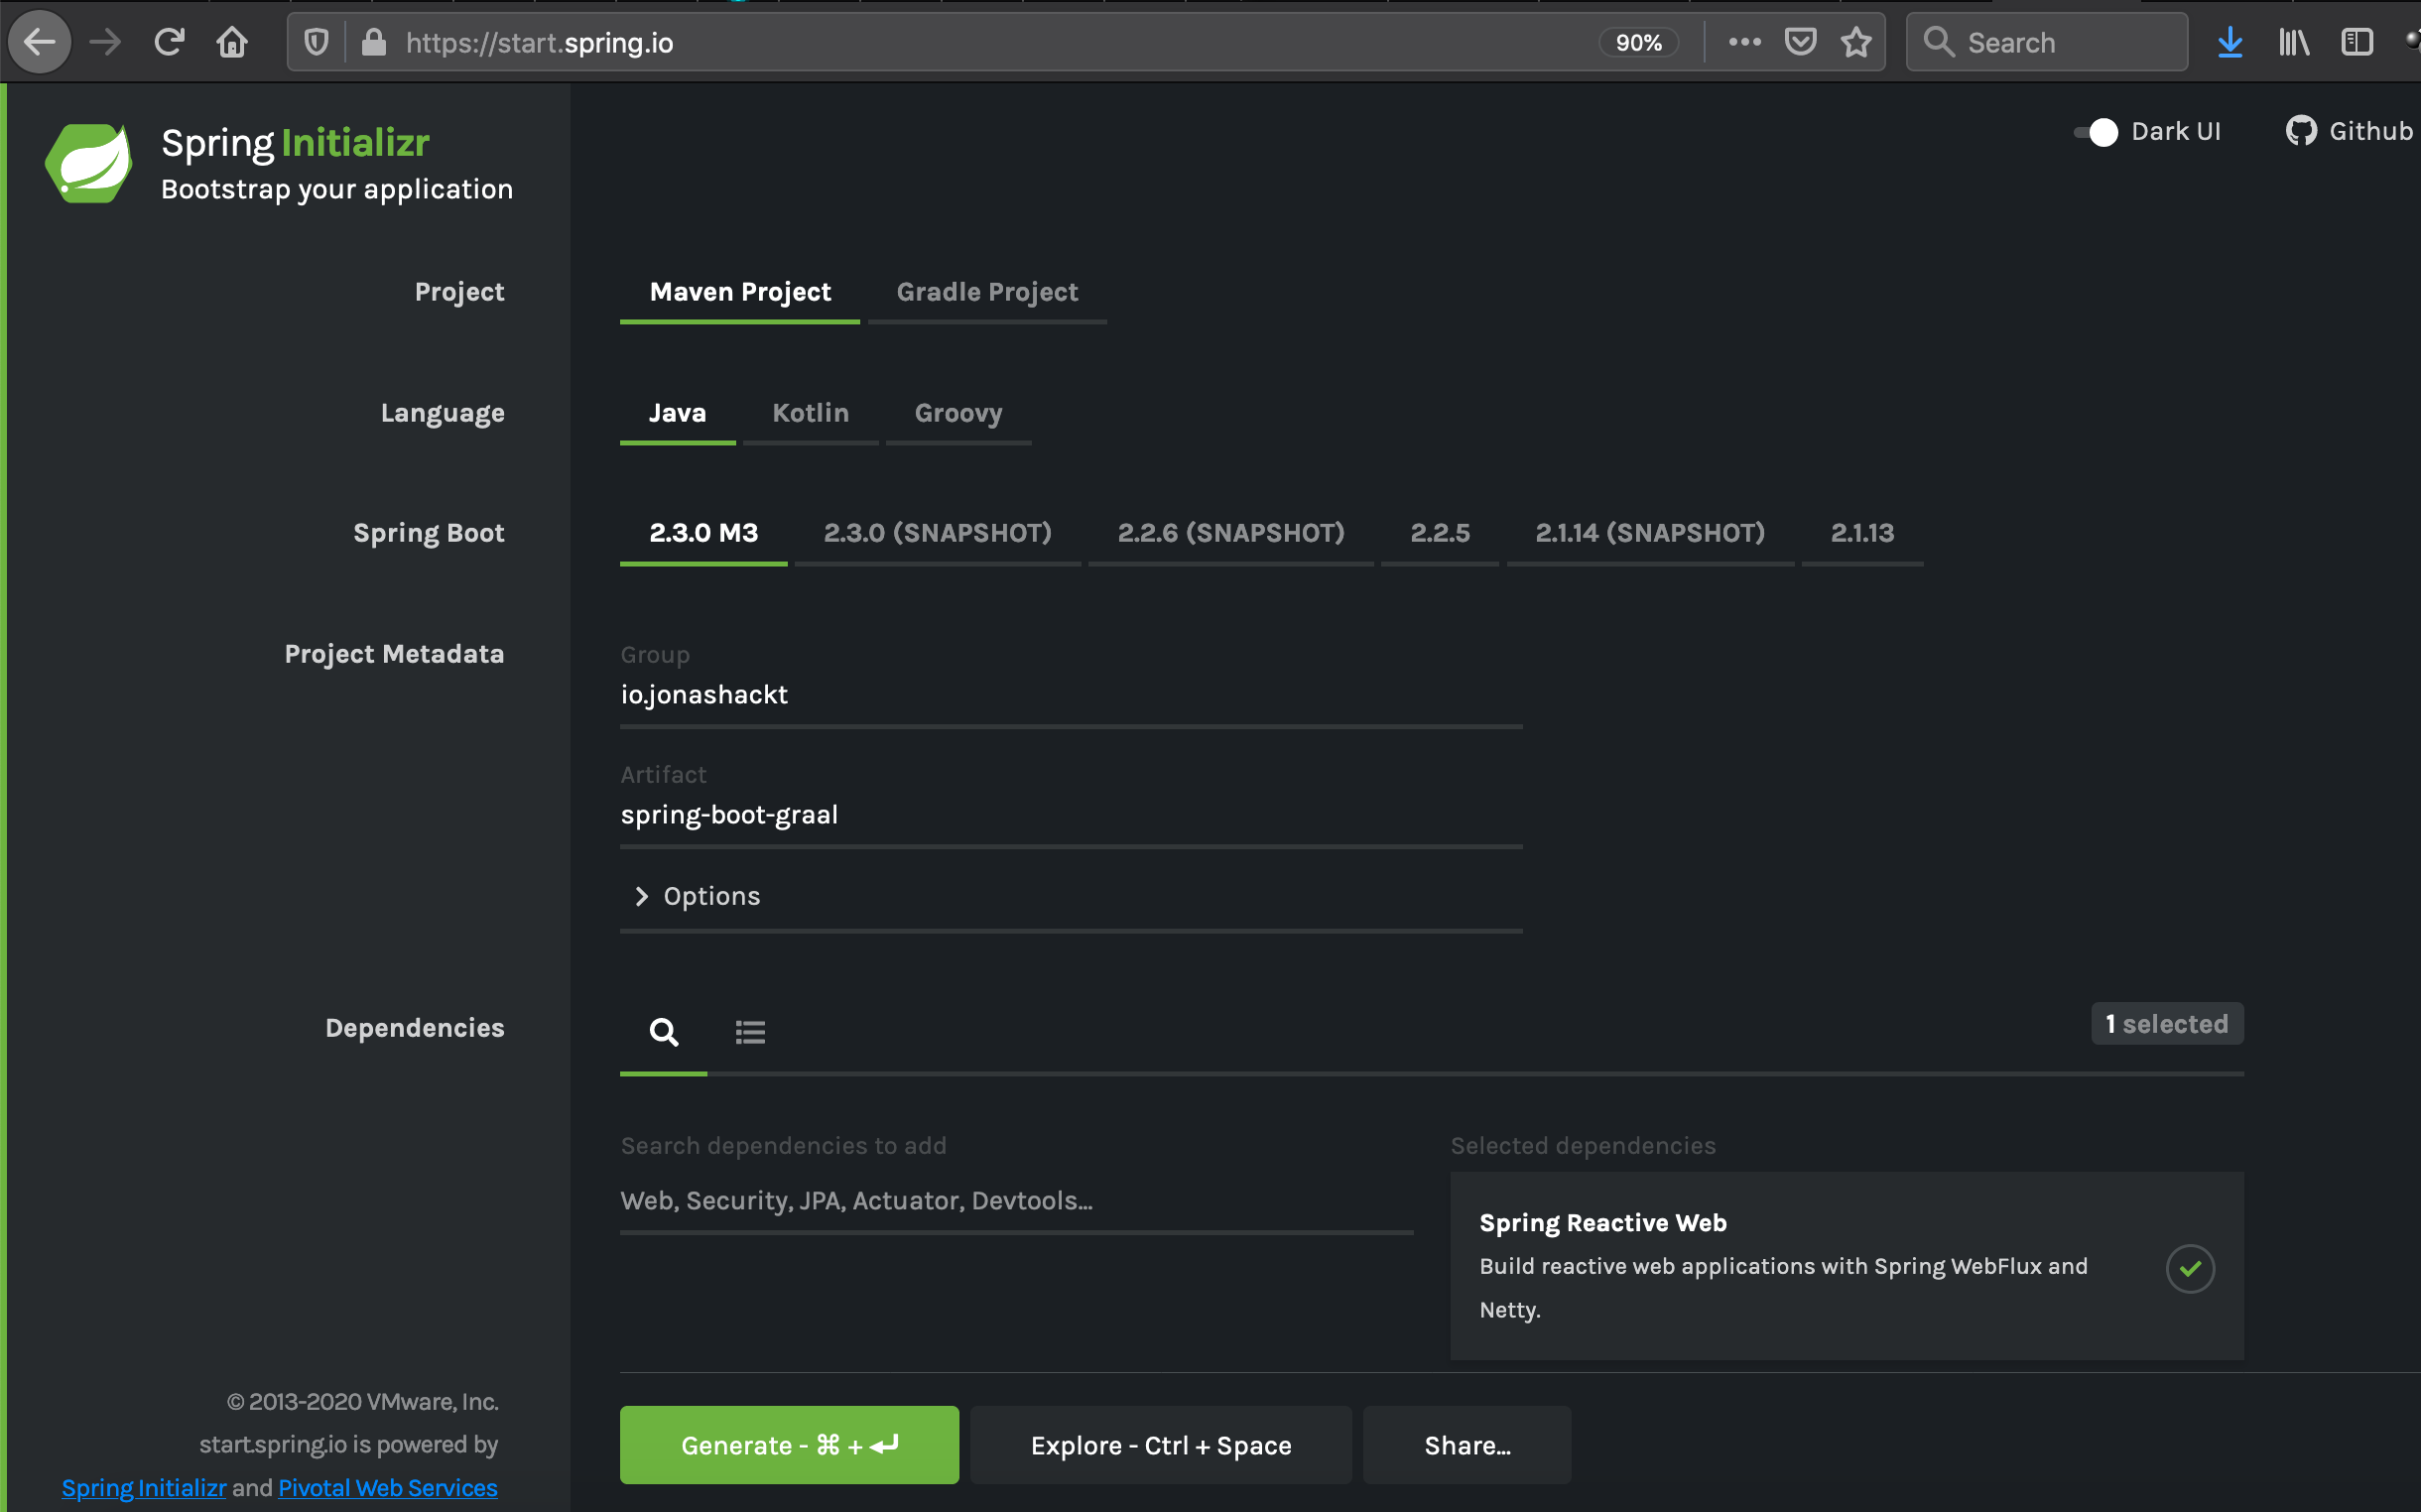 https://start.spring.io
90%
Search
Spring Initializr
Bootstrap your application
Dark UI
Github
Project
Maven Project
Gradle Project
Language
Java
Kotlin
Groovy
Spring Boot
2.3.0 M3
2.3.0 (SNAPSHOT)
2.2.6 (SNAPSHOT)
2.2.5
2.1.14 (SNAPSHOT)
2.1.13
Project Metadata
Group
io.jonashackt
Artifact
spring-boot-graal
Options
Dependencies
1 selected
Search dependencies to add
Web, Security, JPA, Actuator, Devtools...
Selected dependencies
Spring Reactive Web
Build reactive web applications with Spring WebFlux and
Netty.
© 2013-2020 VMware, Inc.
start.spring.io is powered by
Spring Initializr and Pivotal Web Services
Generate - ⌘ + ↵
Explore - Ctrl + Space
Share...